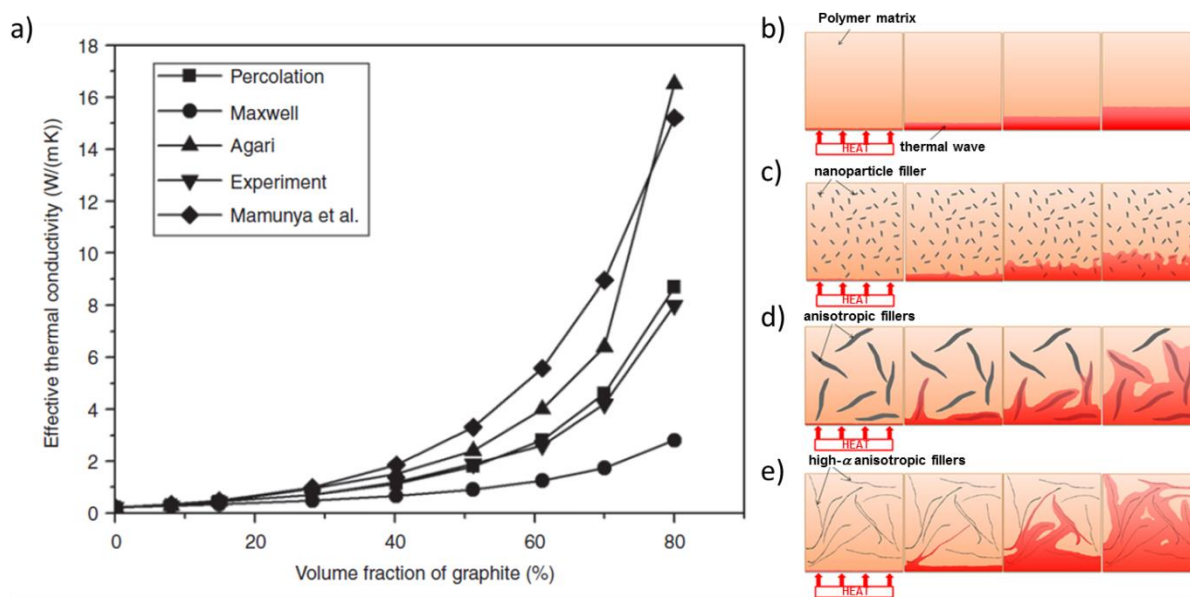 a)
18
16
14
12
10
8
6
4
2
0
Effective thermal conductivity (W/(mK))
Percolation
Maxwell
Agari
Experiment
Mamunya et al.
0
20
40
60
80
Volume fraction of graphite (%)
b)
Polymer matrix
HEAT
thermal wave
c)
nanoparticle filler
HEAT
d)
anisotropic fillers
HEAT
e)
high-α anisotropic fillers
HEAT